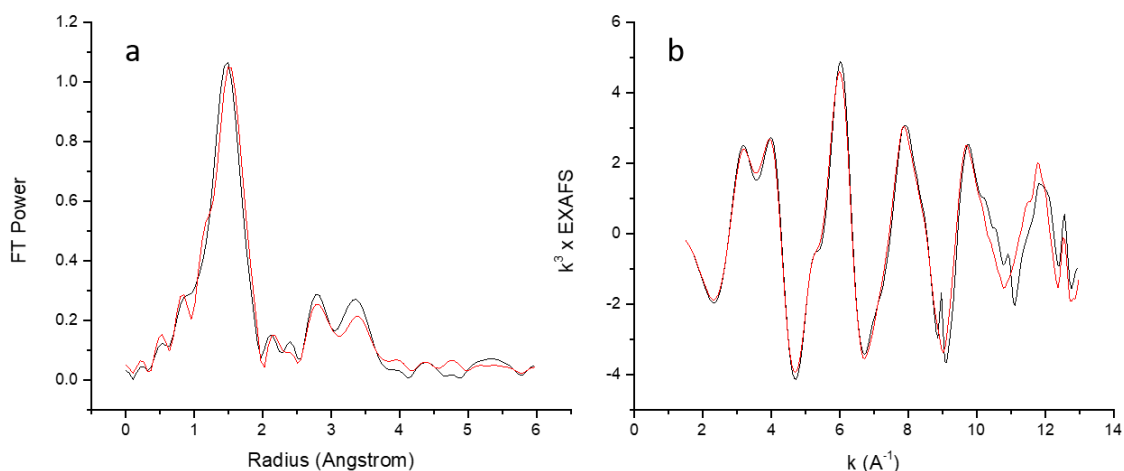 a
1.2
1.0
0.8
0.6
0.4
0.2
0.0
FT Power
0 1 2 3 4 5 6
Radius (Angstrom)
b
6
4
2
0
-2
-4
k³ x EXAFS
0 2 4 6 8 10 12 14
k (A⁻¹)